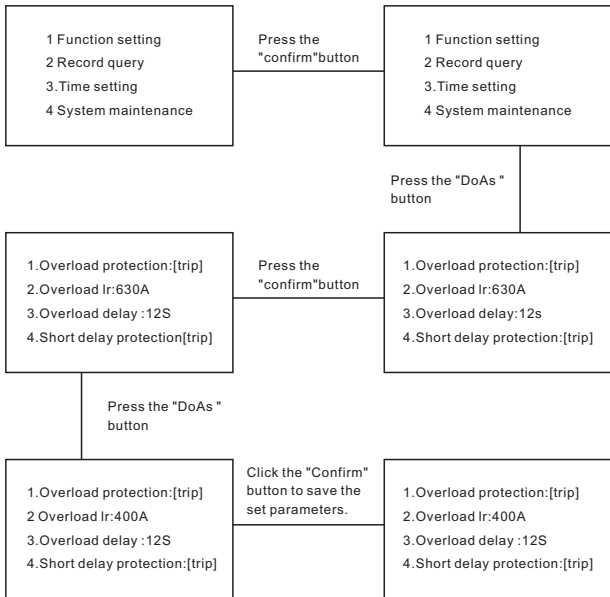 1 Function setting
2 Record query
3.Time setting
4 System maintenance
Press the
"confirm"button
1 Function setting
2 Record query
3.Time setting
4 System maintenance
Press the "DoAs "
button
1.Overload protection:[trip]
2.Overload lr:630A
3.Overload delay:12s
4.Short delay protection:[trip]
Press the
"confirm"button
1.Overload protection:[trip]
2.Overload lr:630A
3.Overload delay :12S
4.Short delay protection[trip]
Press the "DoAs "
button
1.Overload protection:[trip]
2 Overload lr:400A
3.Overload delay :12S
4.Short delay protection:[trip]
Click the "Confirm"
button to save the
set parameters.
1.Overload protection:[trip]
2.Overload lr:400A
3.Overload delay :12S
4.Short delay protection:[trip]